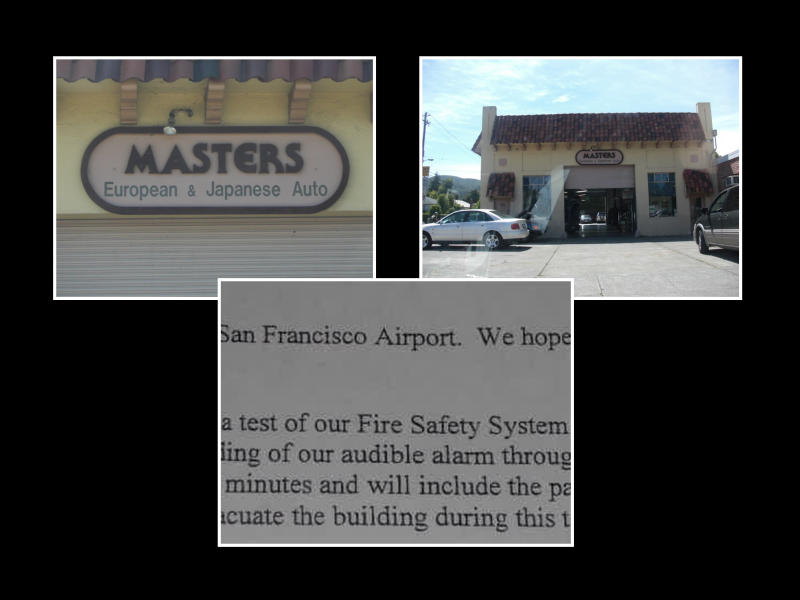 MASTERS
European & Japanese Auto
MASTERS
San Francisco Airport. We hope
a test of our Fire Safety System
ding of our audible alarm throug
minutes and will include the pa
acuate the building during this t